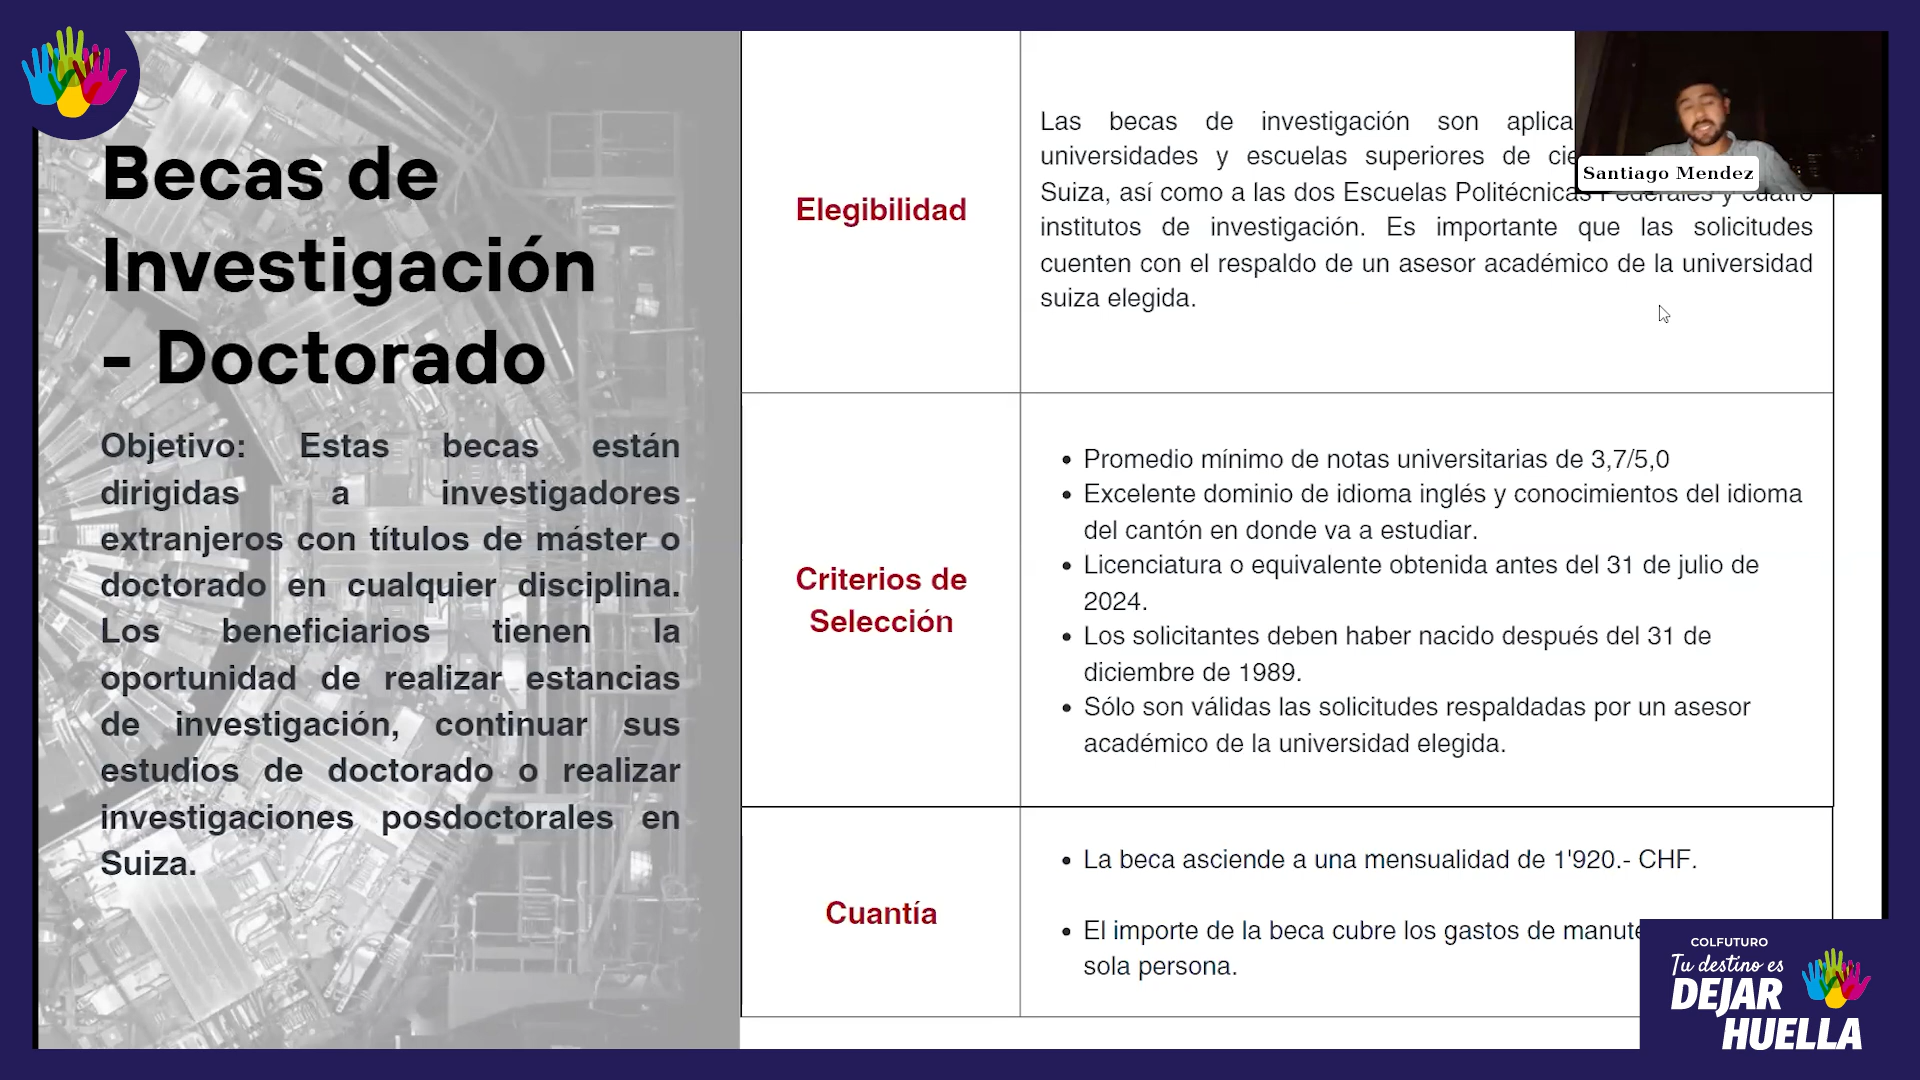 Becas de
Investigación
- Doctorado
Objetivo: Estas becas están
dirigidas a investigadores
extranjeros con títulos de máster o
doctorado en cualquier disciplina.
Los beneficiarios tienen la
oportunidad de realizar estancias
de investigación, continuar sus
estudios de doctorado o realizar
investigaciones posdoctorales en
Suiza.
Elegibilidad
Las becas de investigación son
universidades y escuelas superiores de
Suiza, así como a las dos Escuelas Politécnicas Federales y cuatro
institutos de investigación. Es importante que las solicitudes
cuenten con el respaldo de un asesor académico de la universidad
suiza elegida.
Criterios de
Selección
• Promedio mínimo de notas universitarias de 3,7/5,0
• Excelente dominio de idioma inglés y conocimientos del idioma
del cantón en donde va a estudiar.
• Licenciatura o equivalente obtenida antes del 31 de julio de
2024.
• Los solicitantes deben haber nacido después del 31 de
diciembre de 1989.
• Sólo son válidas las solicitudes respaldadas por un asesor
académico de la universidad elegida.
Cuantía
• La beca asciende a una mensualidad de 1'920.- CHF.
• El importe de la beca cubre los gastos de
sola persona.
Santiago Mendez
COLFUTURO
Tu destino es
DEJAR
HUELLA